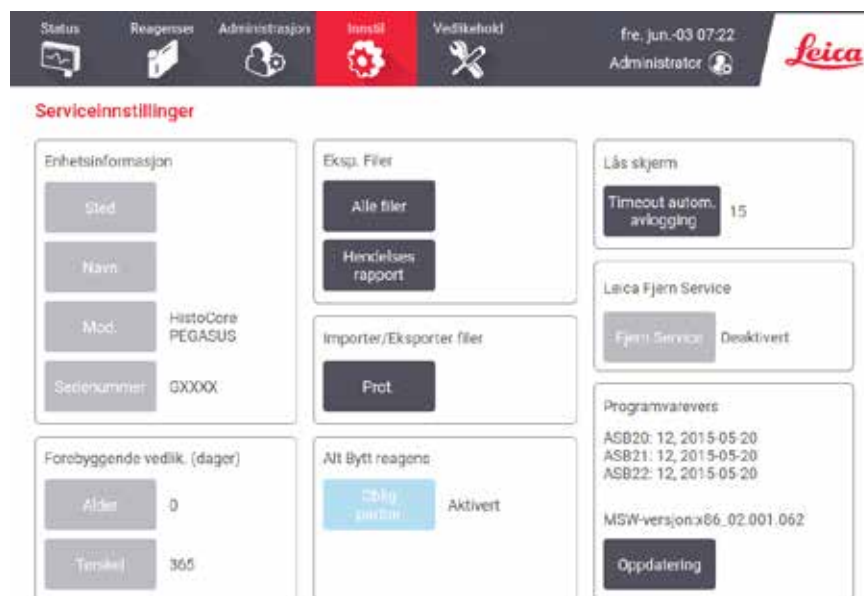 Status
Reagenser
Administrasjon
Innstil
Vedlikehold
fre. jun.-03 07:22
Administrator
Leica
Serviceinnstillinger
Enhetsinformasjon
Sted
Navn
Mod.
HistoCore
PEGASUS
Serienummer
GXXXX
Forebyggende vedlik. (dager)
Alder
0
Terskel
365
Eksp. Filer
Alle filer
Hendelses
rapport
Importer/Eksporter filer
Prot.
Alt Bytt reagens
Oblig
partinr
Aktivert
Lås skjerm
Timeout autom.
avlogging
15
Leica Fjern Service
Fjern Service
Deaktivert
Programvarevers
ASB20: 12, 2015-05-20
ASB21: 12, 2015-05-20
ASB22: 12, 2015-05-20
MSW-versjon:x86_02.001.062
Oppdatering